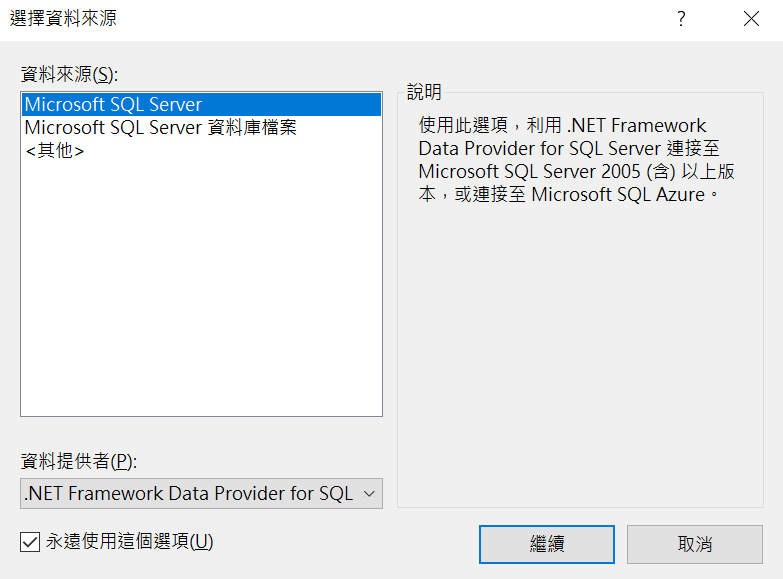 選擇資料來源
?
資料來源(S):
Microsoft SQL Server
Microsoft SQL Server 資料庫檔案
<其他>
說明
使用此選項，利用 .NET Framework
Data Provider for SQL Server 連接至
Microsoft SQL Server 2005 (含) 以上版
本，或連接至 Microsoft SQL Azure。
資料提供者(P):
.NET Framework Data Provider for SQL
永遠使用這個選項(U)
繼續
取消